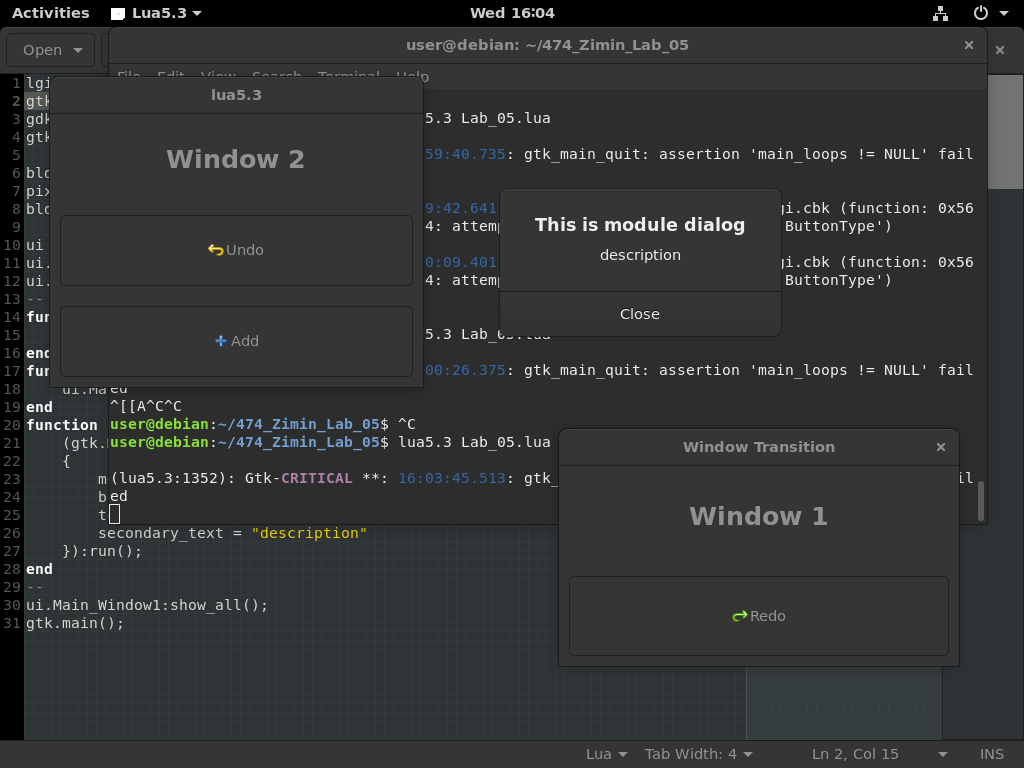 Activities Lua5.3 Wed 16:04
Open
user@debian: ~/474_Zimin_Lab_05
File Edit View Search Terminal Help
lua5.3
Window 2
Undo
Add
5.3 Lab_05.lua
59:40.735: gtk_main_quit: assertion 'main_loops != NULL' fail
9:42.641
gi.cbk (function: 0x56
4: attemp
ButtonType')
0:09.401
gi.cbk (function: 0x56
4: attemp
ButtonType')
5.3 Lab_05.lua
00:26.375: gtk_main_quit: assertion 'main_loops != NULL' fail
ed
^[[A^C^C
user@debian:~/474_Zimin_Lab_05$ ^C
user@debian:~/474_Zimin_Lab_05$ lua5.3 Lab_05.lua
(lua5.3:1352): Gtk-CRITICAL **: 16:03:45.513: gtk_
il
ed
This is module dialog
description
Close
Window Transition
Window 1
Redo
1 lgi
2 gtk
3 gdk
4 gtk
5
6 blo
7 pix
8 blo
9
10 ui
11 ui.
12 ui.
13 --
14 fun
15
16 end
17 fun
18 ui.Ma
19 end
20 function
21 (gtk.
22 {
23 m
24 b
25 t
26 secondary_text = "description"
27 }):run();
28 end
29 --
30 ui.Main_Window1:show_all();
31 gtk.main();
Lua Tab Width: 4 Ln 2, Col 15 INS